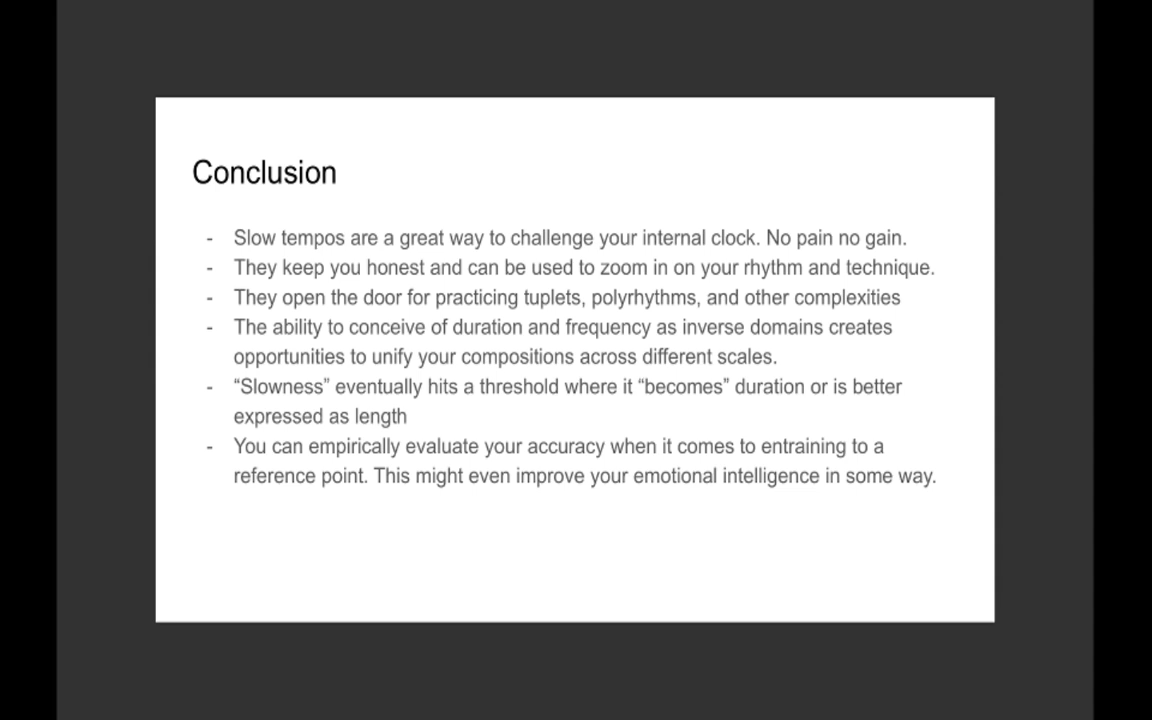 Conclusion
- Slow tempos are a great way to challenge your internal clock. No pain no gain.
- They keep you honest and can be used to zoom in on your rhythm and technique.
- They open the door for practicing tuplets, polyrhythms, and other complexities
- The ability to conceive of duration and frequency as inverse domains creates
opportunities to unify your compositions across different scales.
- “Slowness” eventually hits a threshold where it “becomes” duration or is better
expressed as length
- You can empirically evaluate your accuracy when it comes to entraining to a
reference point. This might even improve your emotional intelligence in some way.